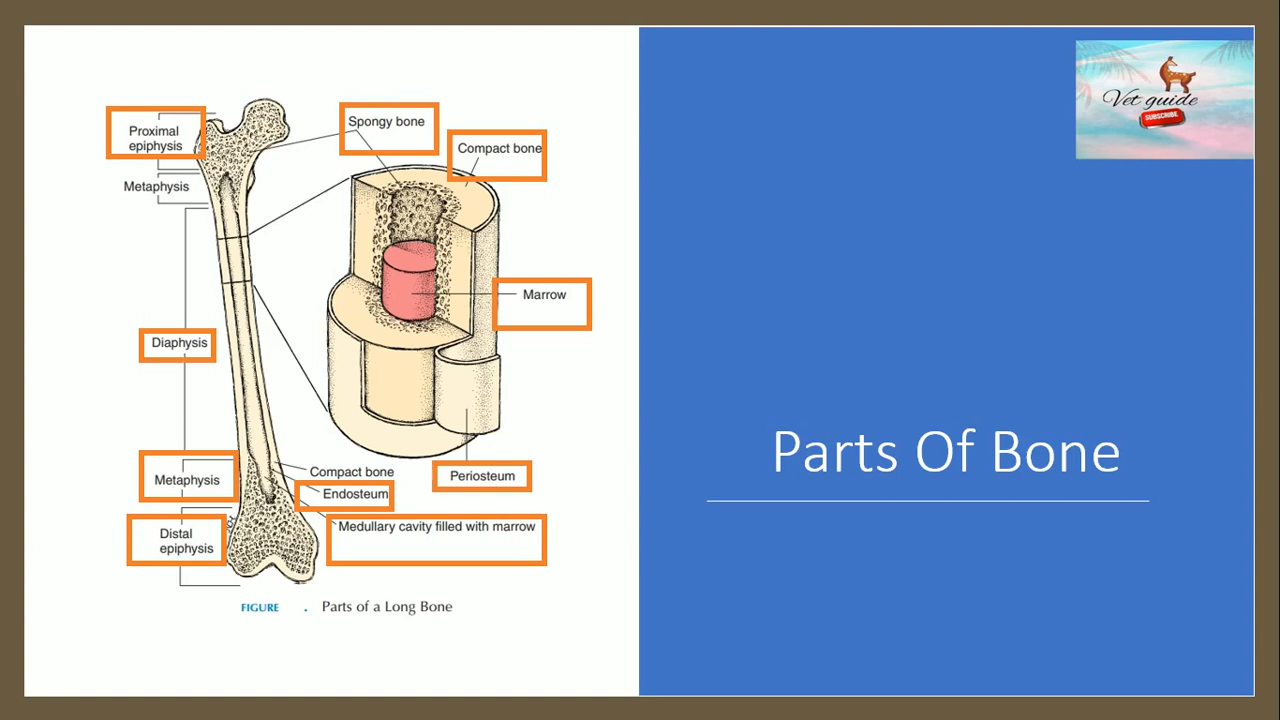 Vet guide
SUBSCRIBE
Proximal
epiphysis
Metaphysis
Spongy bone
Compact bone
Marrow
Diaphysis
Metaphysis
Compact bone
Endosteum
Periosteum
Medullary cavity filled with marrow
Distal
epiphysis
FIGURE . Parts of a Long Bone
Parts Of Bone